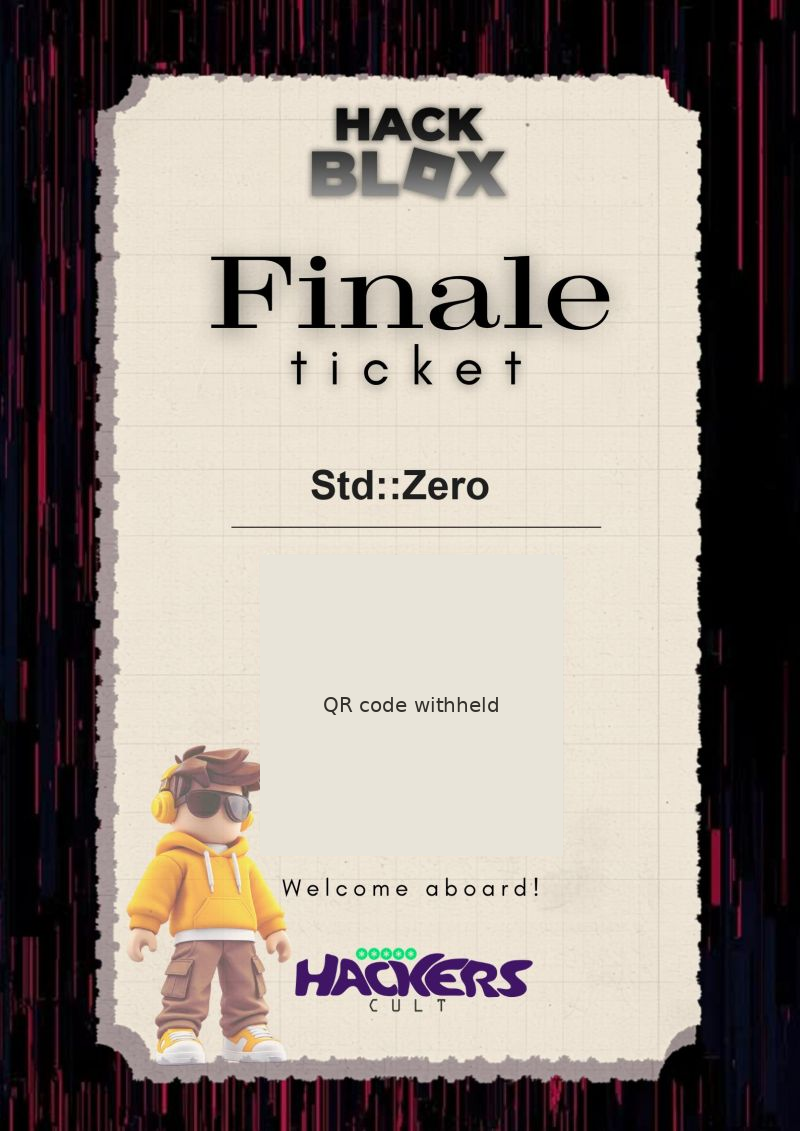 HACK
BLOX
Finale
ticket
Std::Zero
QR code withheld
Welcome aboard!
*****
HACKERS
CULT